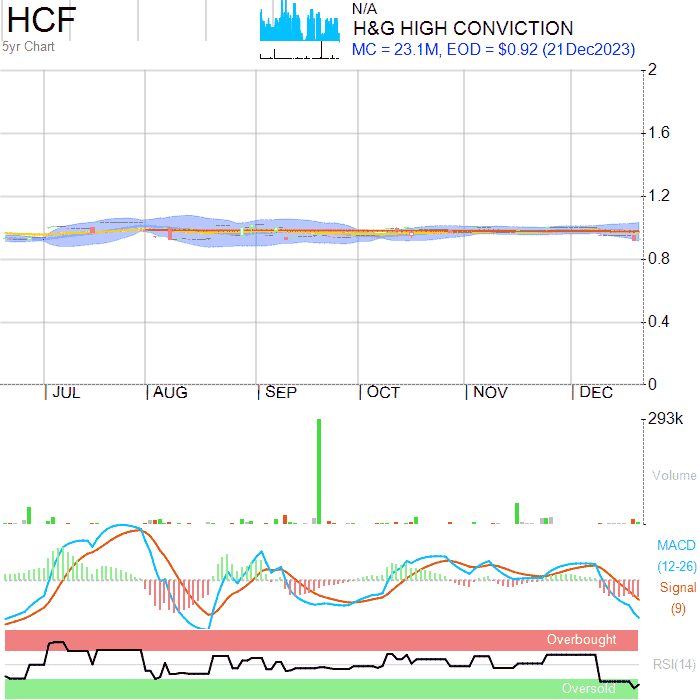 HCF
5yr Chart
N/A
H&G HIGH CONVICTION
MC = 23.1M, EOD = $0.92 (21Dec2023)
2
1.6
1.2
0.8
0.4
0
JUL AUG SEP OCT NOV DEC
293k
Volume
MACD
(12-26)
Signal
(9)
Overbought
RSI(14)
Oversold